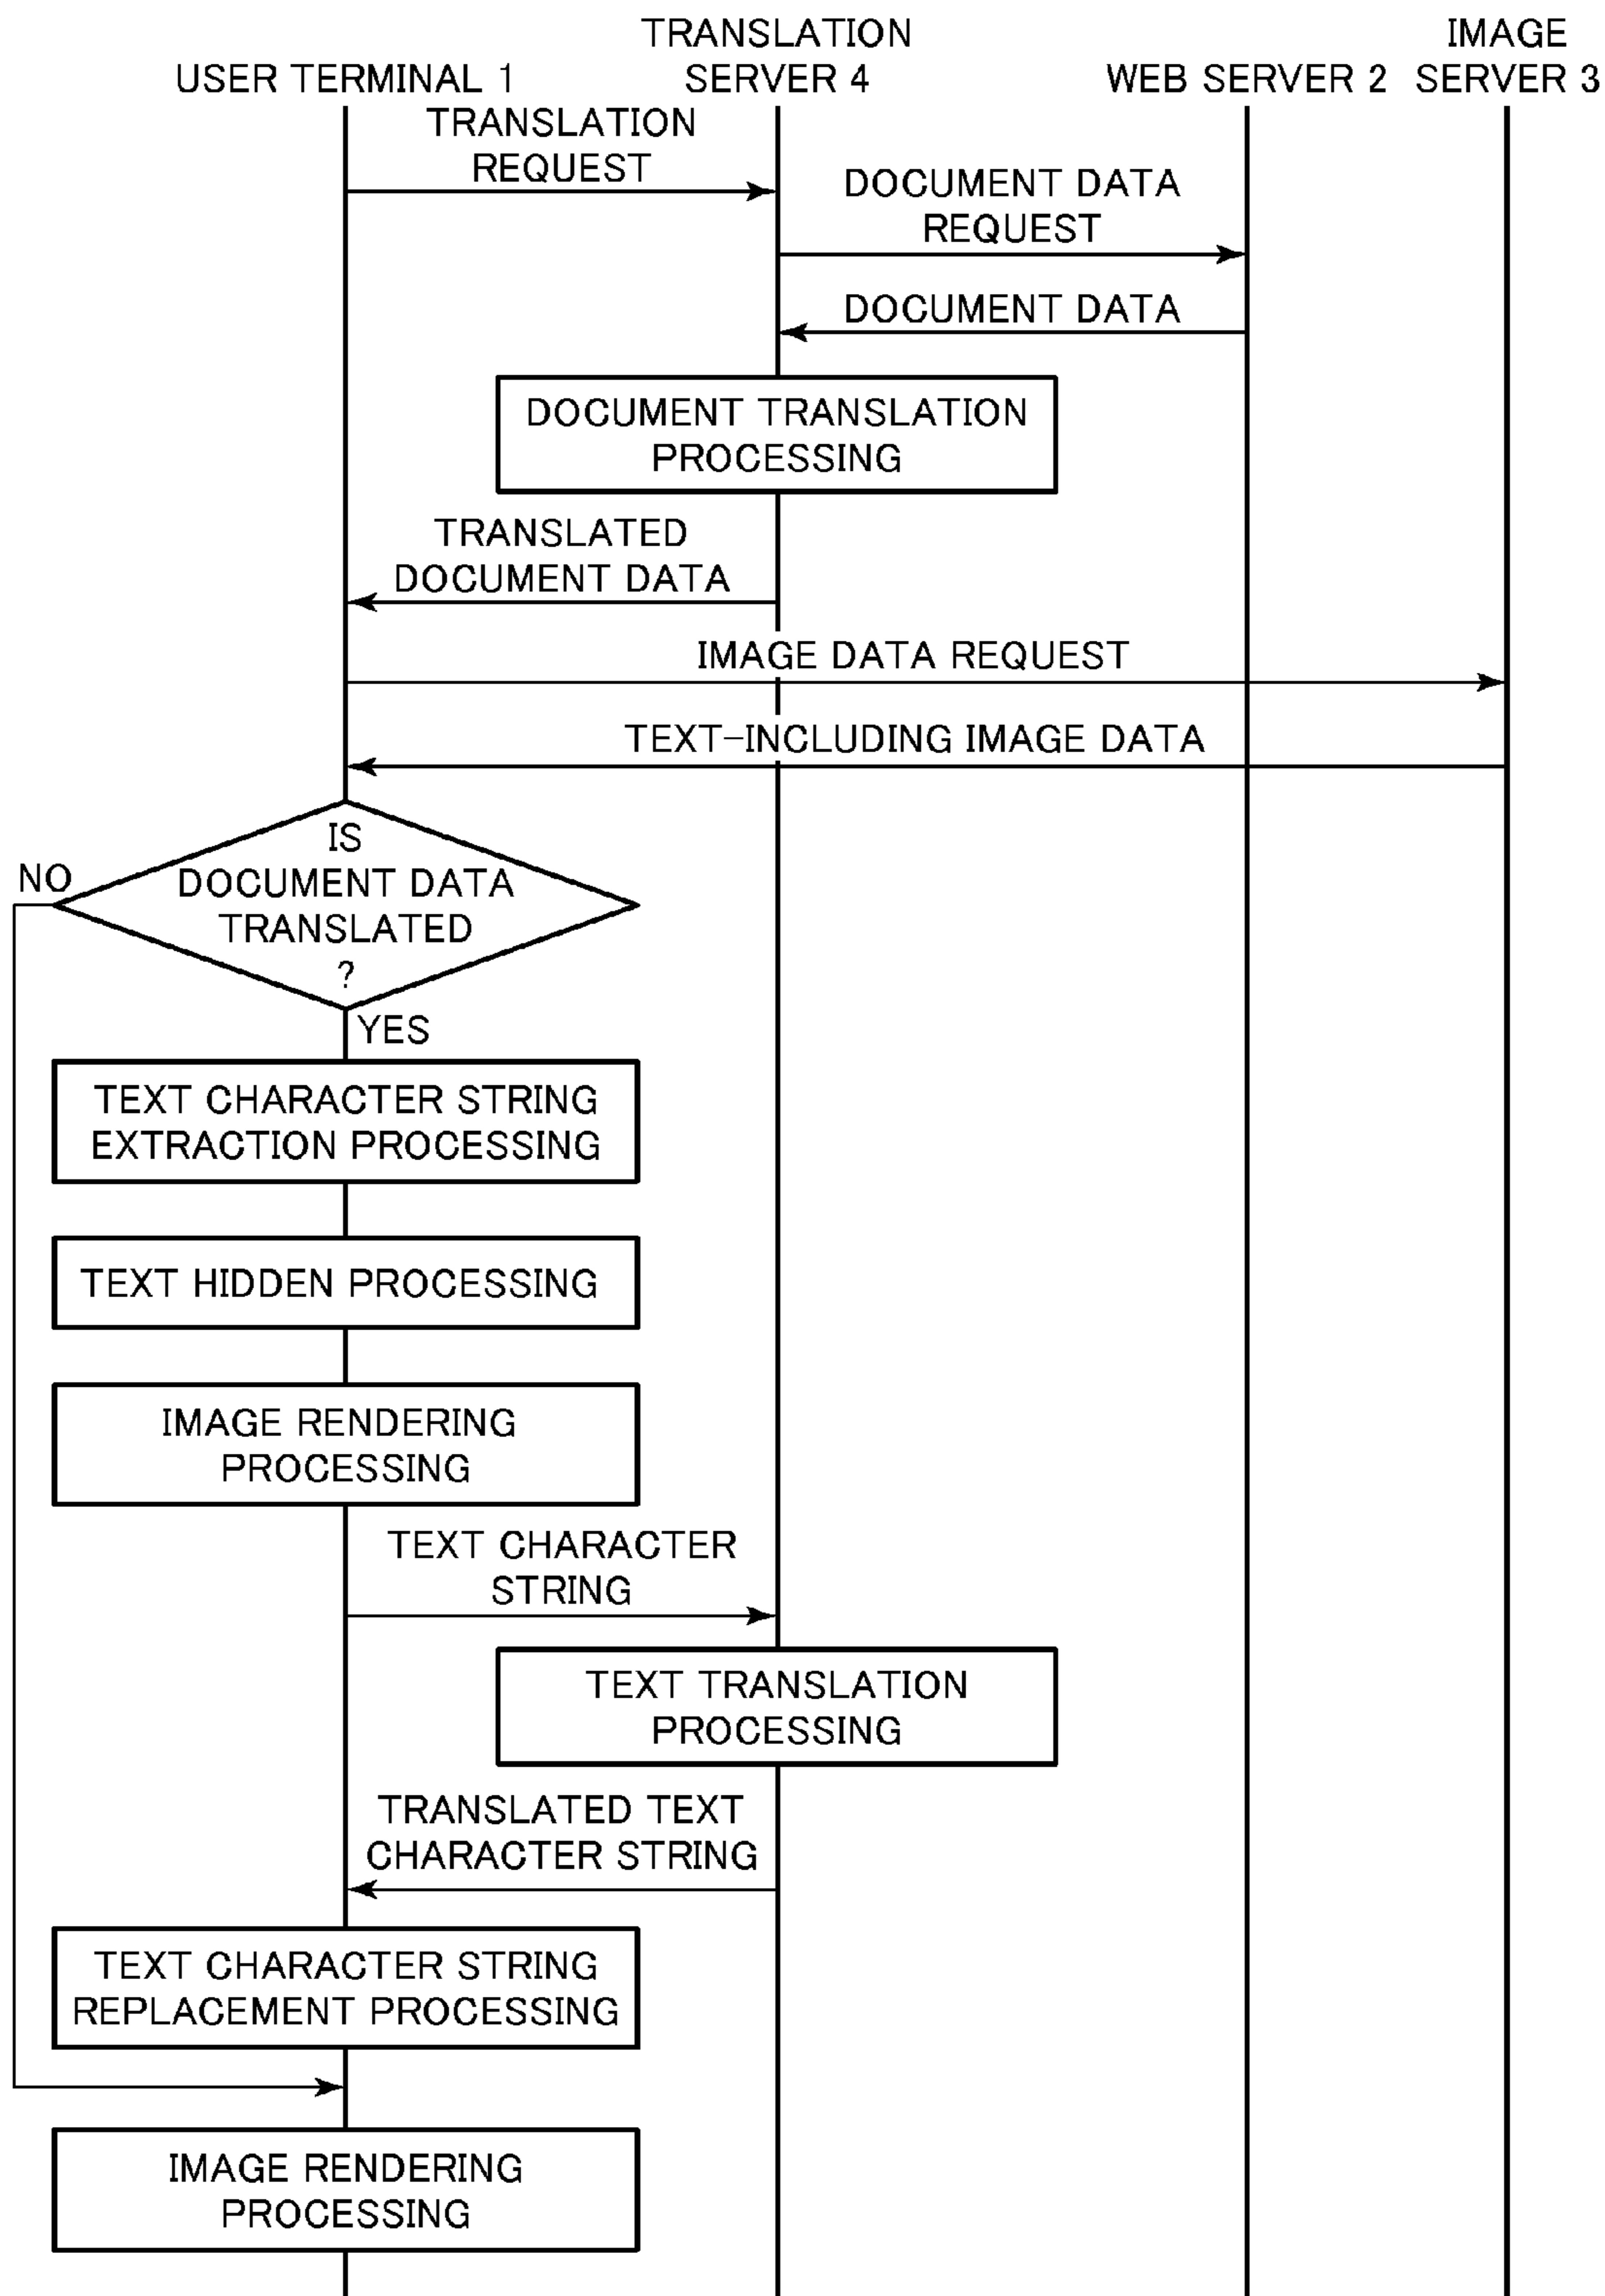 TRANSLATION
SERVER 4
IMAGE
SERVER 3
USER TERMINAL 1
WEB SERVER 2
TRANSLATION
REQUEST
DOCUMENT DATA
REQUEST
DOCUMENT DATA
DOCUMENT TRANSLATION
PROCESSING
TRANSLATED
DOCUMENT DATA
IMAGE DATA REQUEST
TEXT-INCLUDING IMAGE DATA
IS
DOCUMENT DATA
TRANSLATED
?
NO
YES
TEXT CHARACTER STRING
EXTRACTION PROCESSING
TEXT HIDDEN PROCESSING
IMAGE RENDERING
PROCESSING
TEXT CHARACTER
STRING
TEXT TRANSLATION
PROCESSING
TRANSLATED TEXT
CHARACTER STRING
TEXT CHARACTER STRING
REPLACEMENT PROCESSING
IMAGE RENDERING
PROCESSING